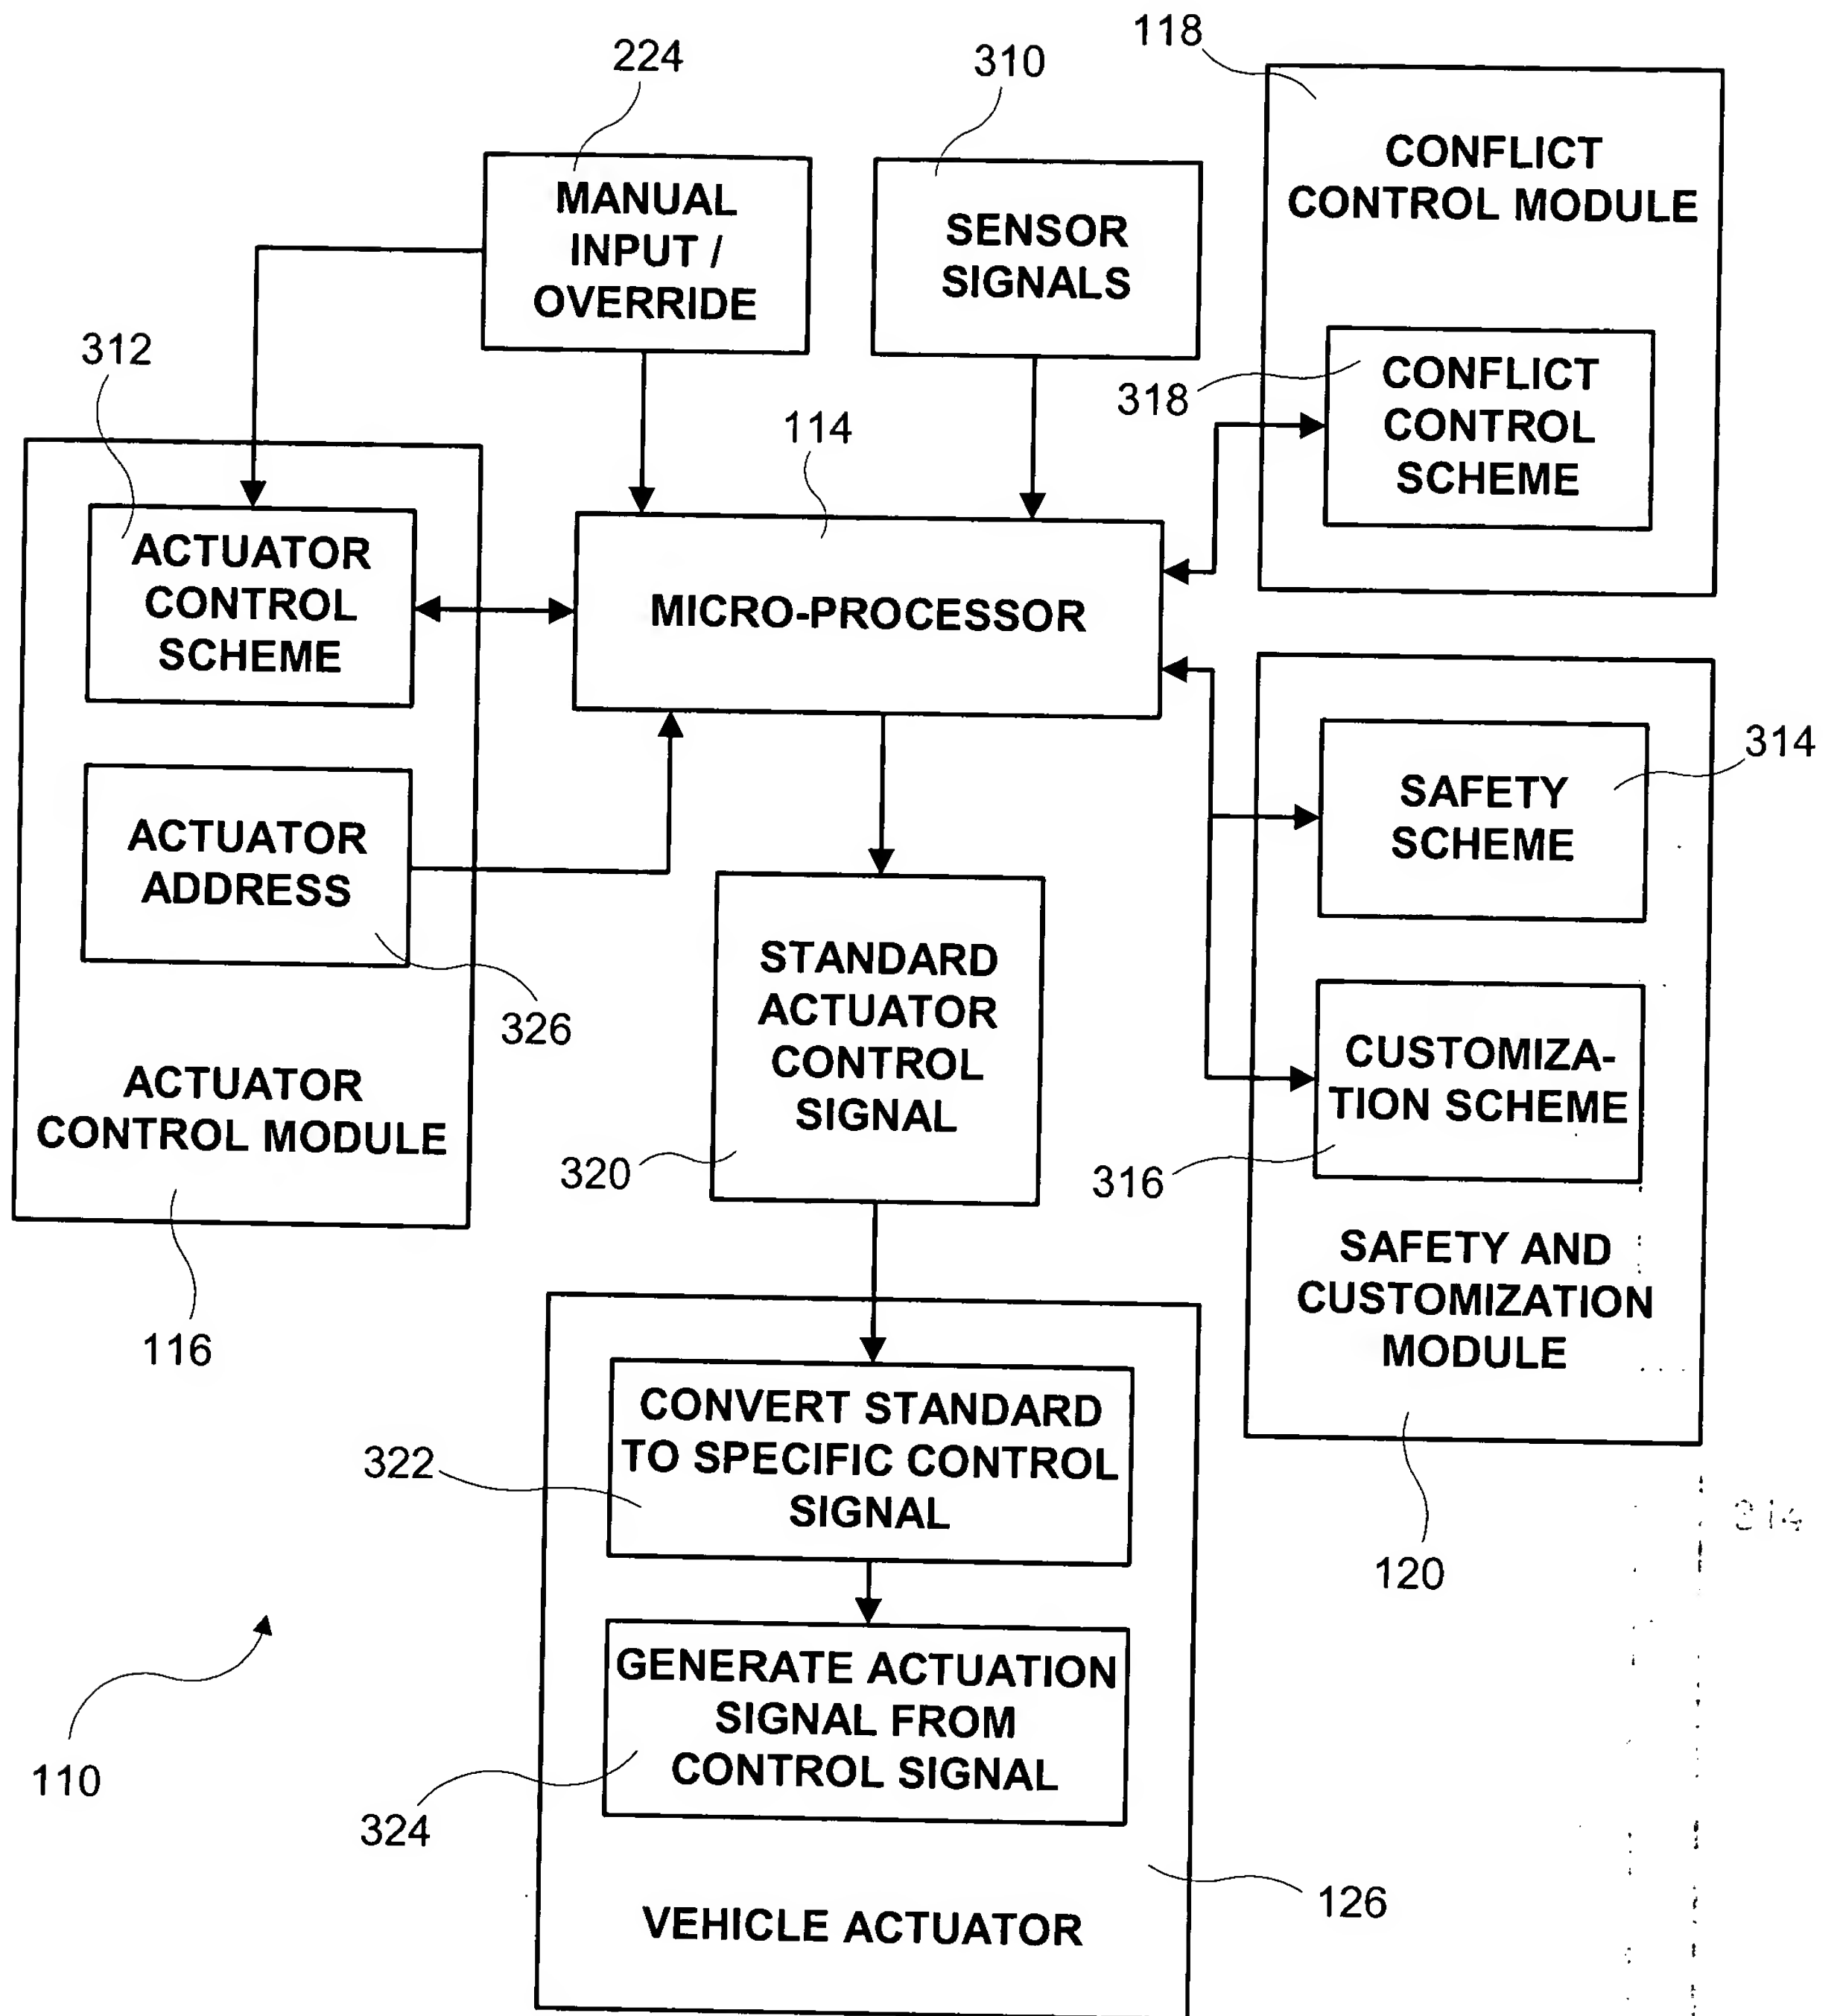 118
224
310
CONFLICT
CONTROL MODULE
MANUAL
INPUT /
OVERRIDE
SENSOR
SIGNALS
312
318
CONFLICT
CONTROL
SCHEME
114
ACTUATOR
CONTROL
SCHEME
MICRO-PROCESSOR
314
SAFETY
SCHEME
ACTUATOR
ADDRESS
326
STANDARD
ACTUATOR
CONTROL
SIGNAL
320
CUSTOMIZA-
TION SCHEME
316
ACTUATOR
CONTROL MODULE
116
SAFETY AND
CUSTOMIZATION
MODULE
120
CONVERT STANDARD
TO SPECIFIC CONTROL
SIGNAL
322
314
GENERATE ACTUATION
SIGNAL FROM
CONTROL SIGNAL
324
110
126
VEHICLE ACTUATOR